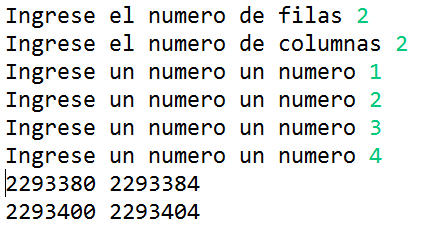 Ingrese el numero de filas 2
Ingrese el numero de columnas 2
Ingrese un numero un numero 1
Ingrese un numero un numero 2
Ingrese un numero un numero 3
Ingrese un numero un numero 4
2293380 2293384
2293400 2293404